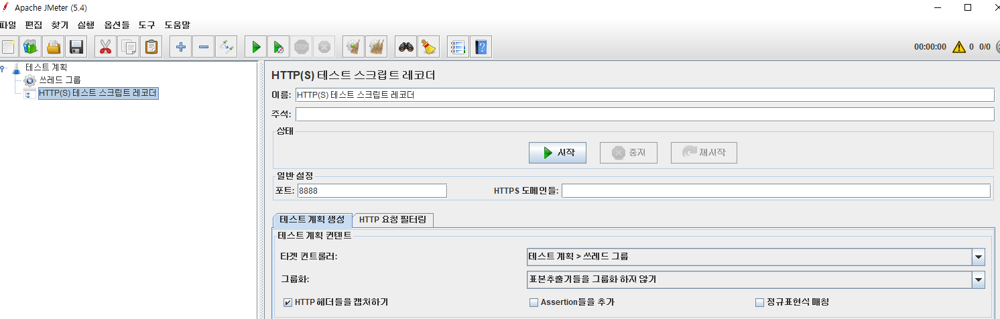 Apache JMeter (5.4)
파일 편집 찾기 실행 옵션들 도구 도움말
STOP
00:00:00 0 0/0
테스트 계획
쓰레드 그룹
HTTP(S) 테스트 스크립트 레코더
HTTP(S) 테스트 스크립트 레코더
이름: HTTP(S) 테스트 스크립트 레코더
주석:
상태
시작 중지 재시작
일반 설정
포트: 8888 HTTPS 도메인들:
테스트 계획 생성 HTTP 요청 필터링
테스트 계획 컨텐트
타겟 컨트롤러: 테스트 계획 > 쓰레드 그룹
그룹화: 표본추출기들을 그룹화 하지 않기
HTTP 헤더들을 캡처하기 Assertion들을 추가 정규표현식 매칭